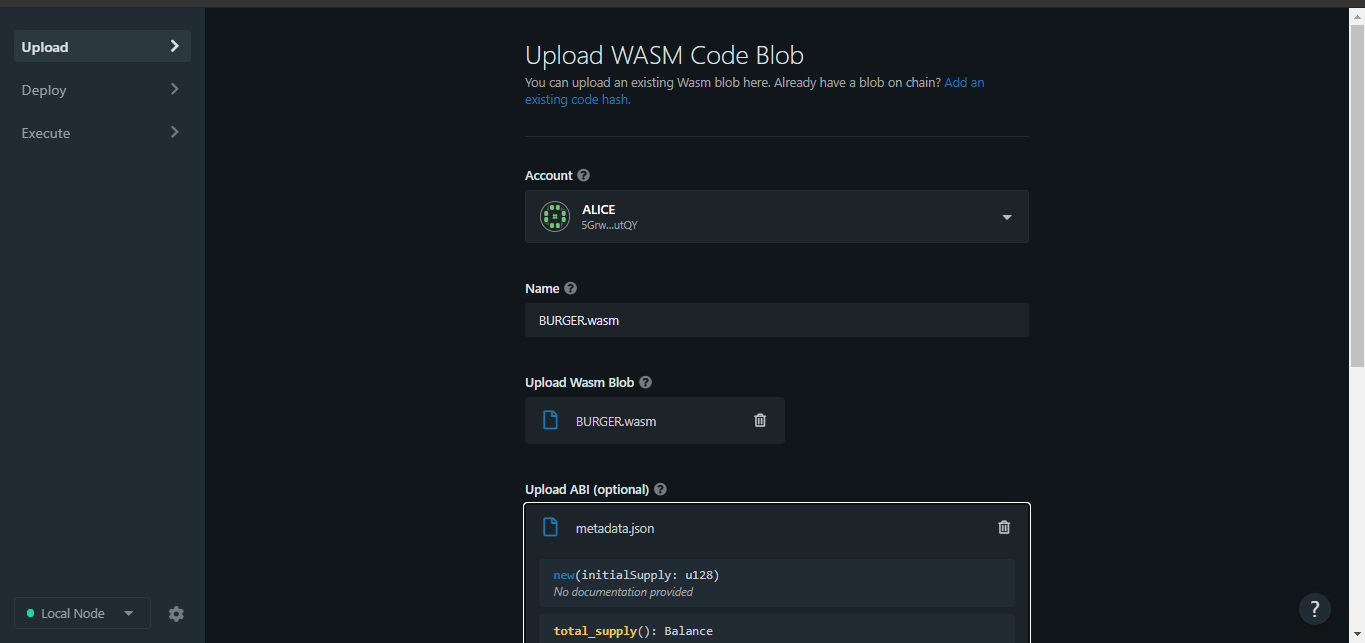 Upload
Deploy
Execute
Local Node
Upload WASM Code Blob
You can upload an existing Wasm blob here. Already have a blob on chain? Add an
existing code hash.
Account ?
ALICE
5Grw...utQY
Name ?
BURGER.wasm
Upload Wasm Blob ?
BURGER.wasm
Upload ABI (optional) ?
metadata.json
new(initialSupply: u128)
No documentation provided
total_supply(): Balance
?